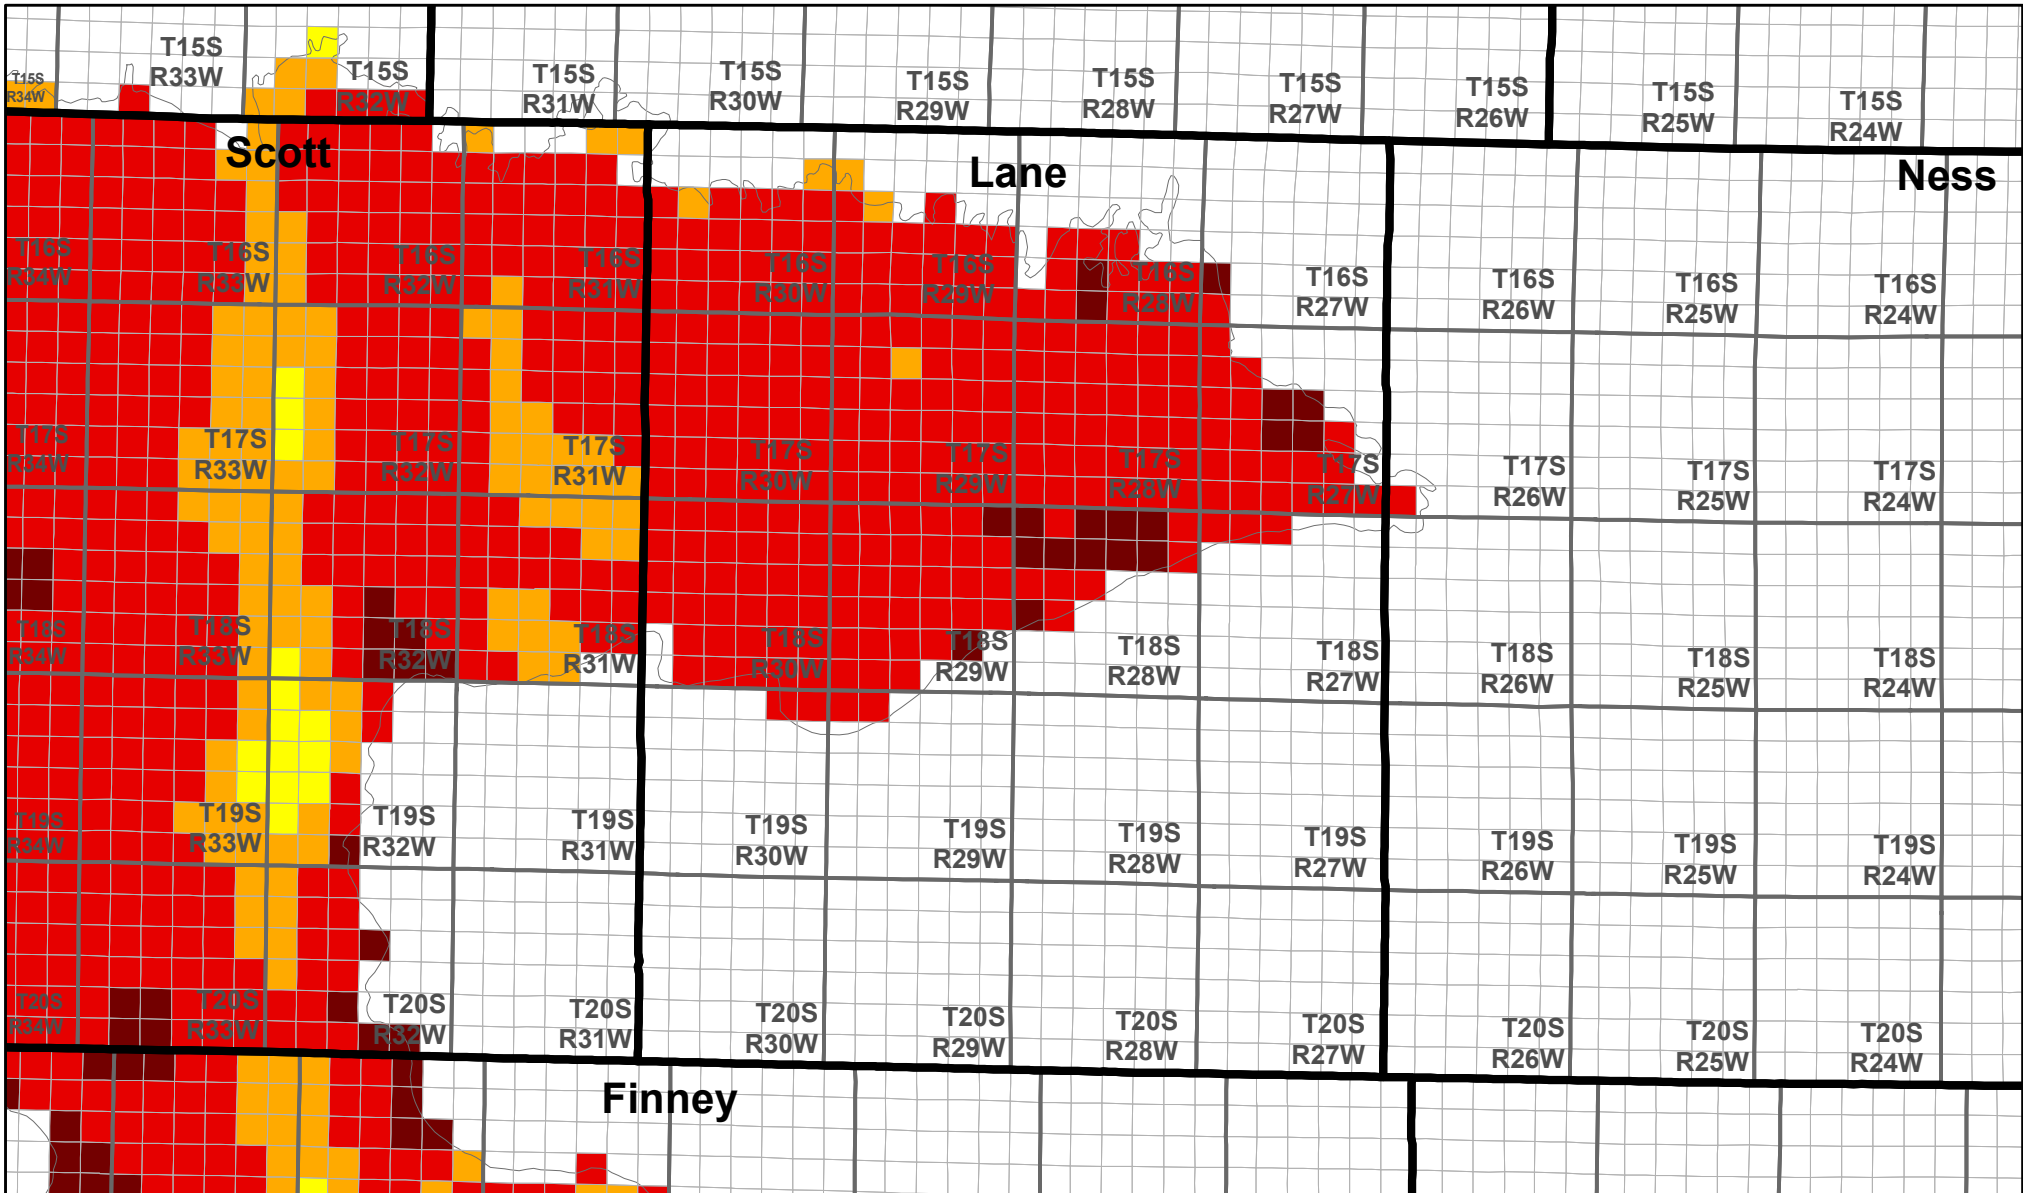 T15S
R34W
T15S
R33W
T15S
R32W
T15S
R31W
T15S
R30W
T15S
R29W
T15S
R28W
T15S
R27W
T15S
R26W
T15S
R25W
T15S
R24W
Scott
Lane
Ness
T16S
R34W
T16S
R33W
T16S
R32W
T16S
R31W
T16S
R30W
T16S
R29W
T16S
R28W
T16S
R27W
T16S
R26W
T16S
R25W
T16S
R24W
T17S
R34W
T17S
R33W
T17S
R32W
T17S
R31W
T17S
R30W
T17S
R29W
T17S
R28W
T17S
R27W
T17S
R26W
T17S
R25W
T17S
R24W
T18S
R34W
T18S
R33W
T18S
R32W
T18S
R31W
T18S
R30W
T18S
R29W
T18S
R28W
T18S
R27W
T18S
R26W
T18S
R25W
T18S
R24W
T19S
R34W
T19S
R33W
T19S
R32W
T19S
R31W
T19S
R30W
T19S
R29W
T19S
R28W
T19S
R27W
T19S
R26W
T19S
R25W
T19S
R24W
T20S
R34W
T20S
R33W
T20S
R32W
T20S
R31W
T20S
R30W
T20S
R29W
T20S
R28W
T20S
R27W
T20S
R26W
T20S
R25W
T20S
R24W
Finney